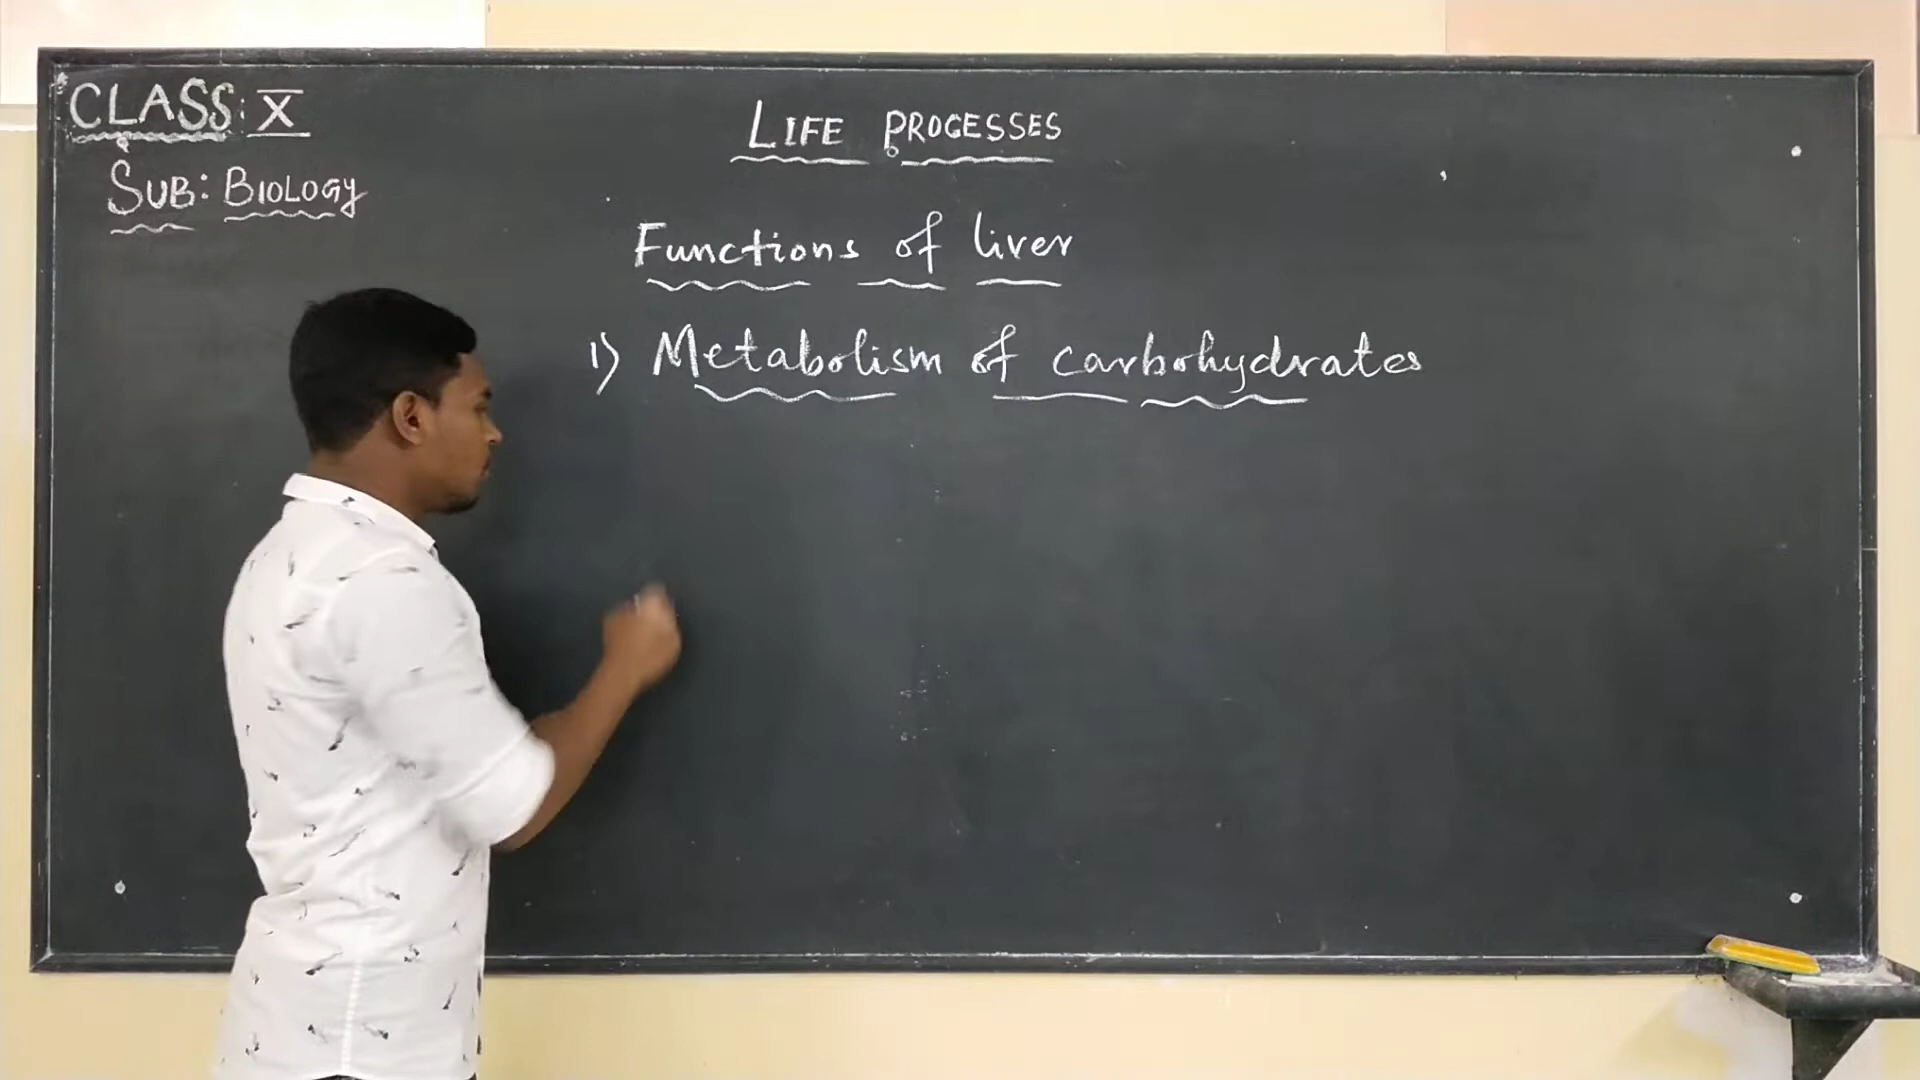 CLASS: X
SUB: BIOLOGY
LIFE PROCESSES
Functions of liver
1) Metabolism of carbohydrates